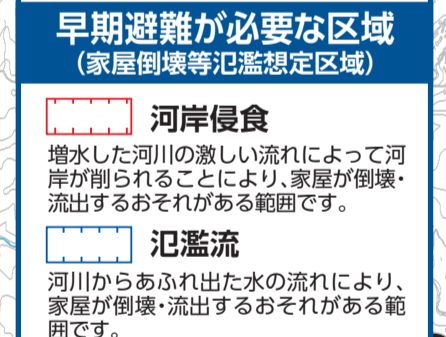 早期避難が必要な区域
（家屋倒壊等氾濫想定区域）
河岸侵食
増水した河川の激しい流れによって河
岸が削られることにより、家屋が倒壊・
流出するおそれがある範囲です。
氾濫流
河川からあふれ出た水の流れにより、
家屋が倒壊・流出するおそれがある範
囲です。